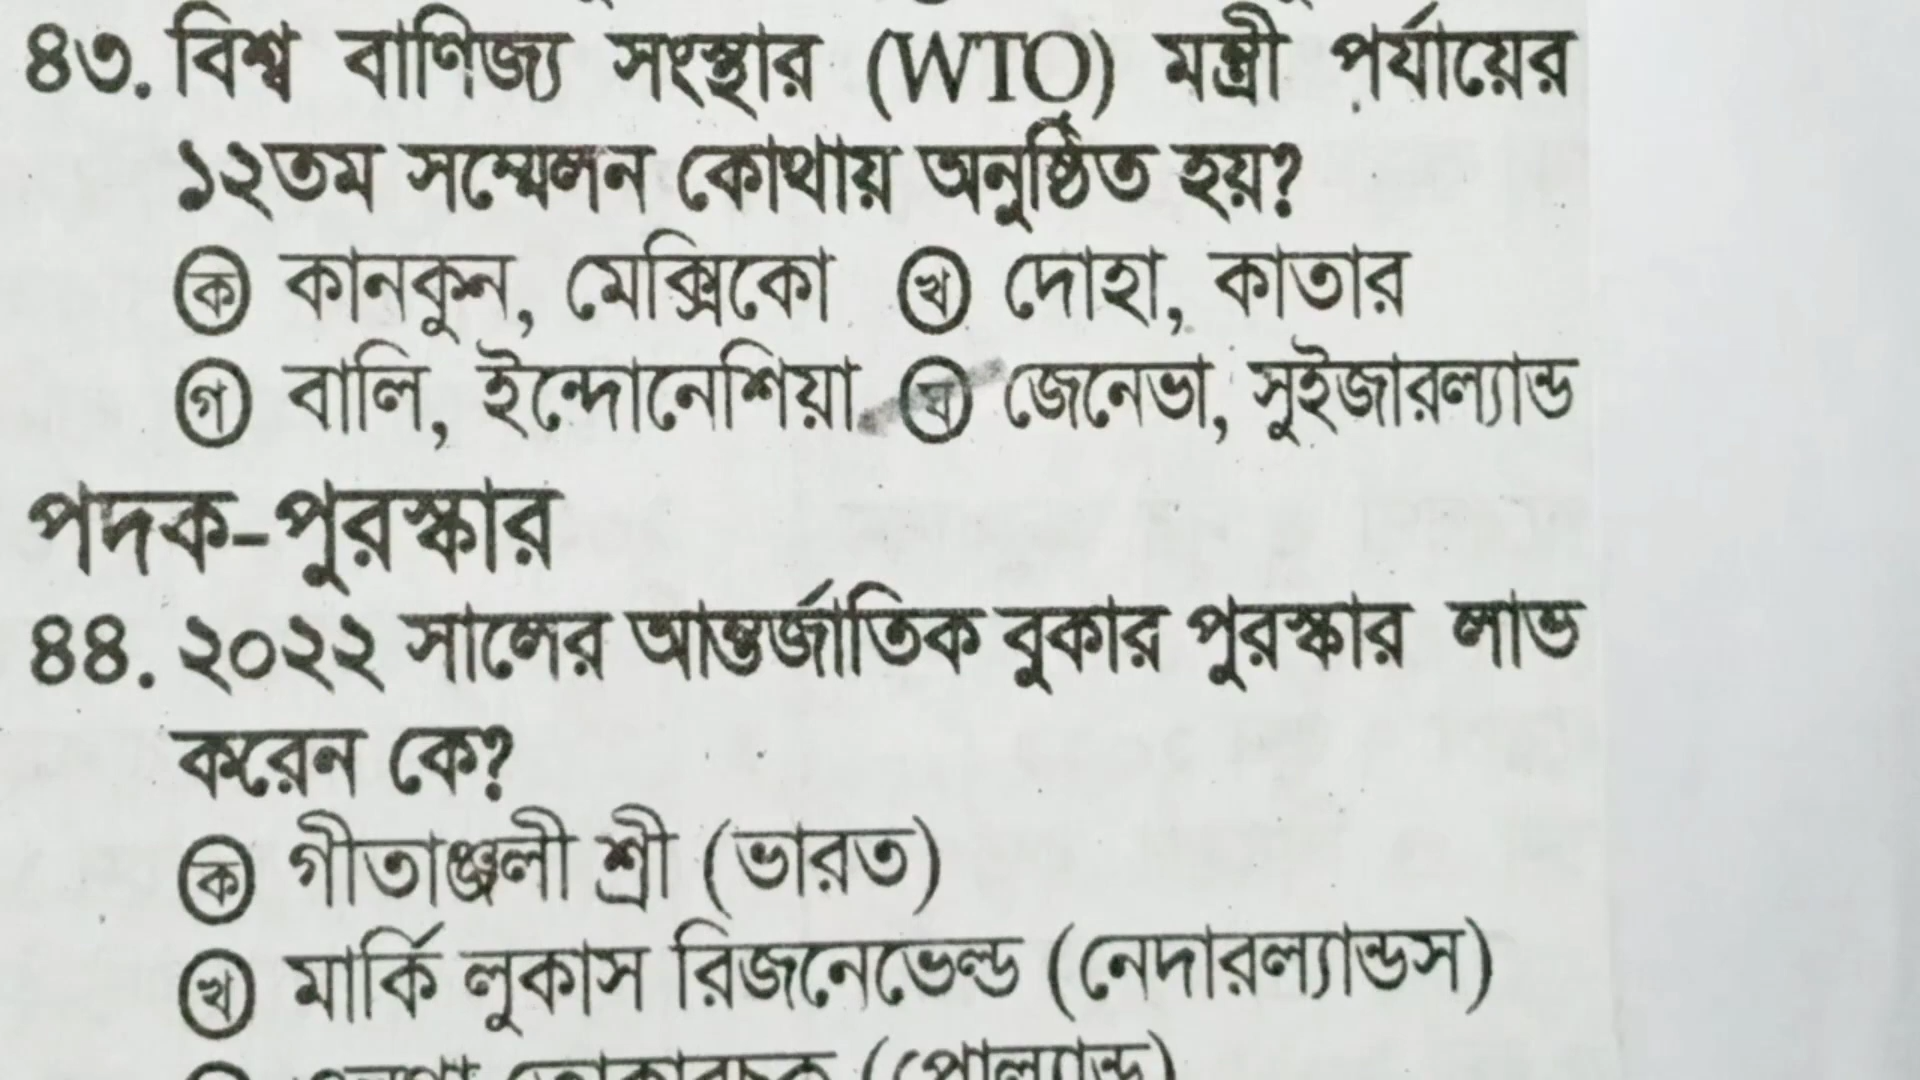 ৪৩. বিশ্ব বাণিজ্য সংস্থার (WTO) মন্ত্রী পর্যায়ের
১২তম সম্মেলন কোথায় অনুষ্ঠিত হয়?
ক কানকুন, মেক্সিকো খ দোহা, কাতার
গ বালি, ইন্দোনেশিয়া ঘ জেনেভা, সুইজারল্যান্ড
পদক-পুরস্কার
৪৪. ২০২২ সালের আন্তর্জাতিক বুকার পুরস্কার লাভ
করেন কে?
ক গীতাঞ্জলী শ্রী (ভারত)
খ মার্কি লুকাস রিজনেভেল্ড (নেদারল্যান্ডস)
(পোল্যান্ড)